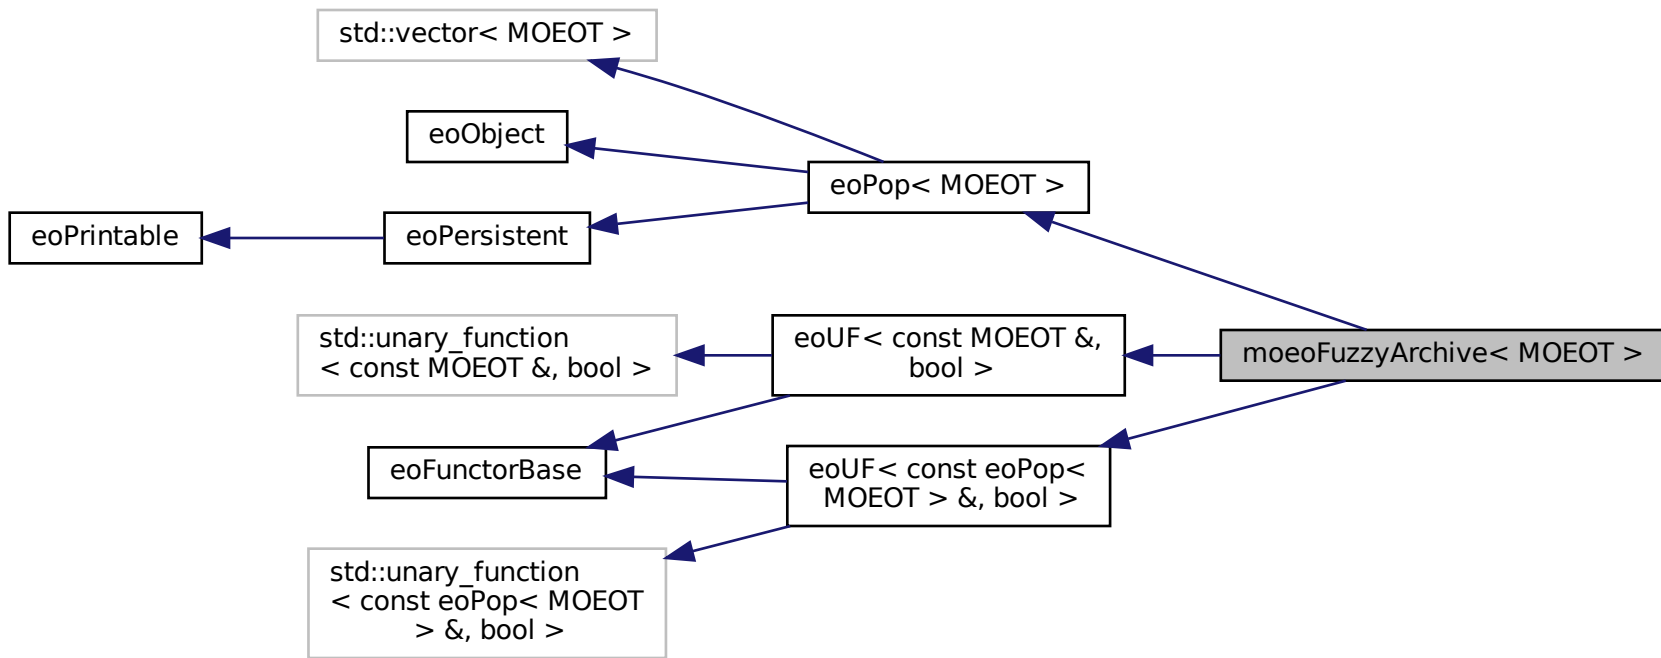 std::vector< MOEOT >
eoObject
eoPop< MOEOT >
eoPrintable
eoPersistent
std::unary_function
< const MOEOT &, bool >
eoUF< const MOEOT &,
bool >
moeoFuzzyArchive< MOEOT >
eoFunctorBase
eoUF< const eoPop<
MOEOT > &, bool >
std::unary_function
< const eoPop< MOEOT
> &, bool >